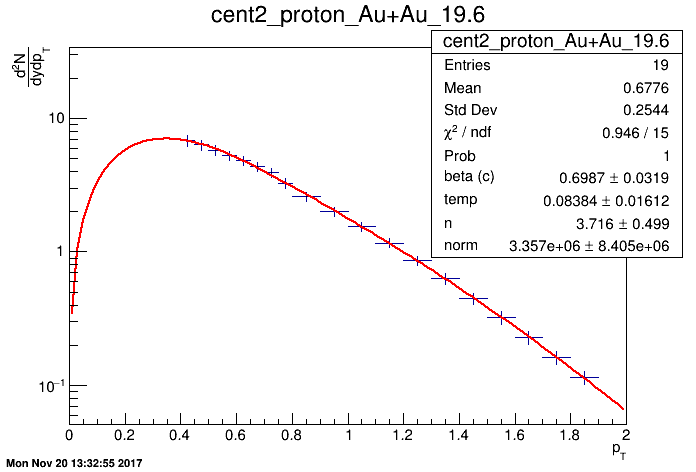 cent2_proton_Au+Au_19.6
cent2_proton_Au+Au_19.6
Entries 19
Mean 0.6776
Std Dev 0.2544
χ² / ndf 0.946 / 15
Prob 1
beta (c) 0.6987 ± 0.0319
temp 0.08384 ± 0.01612
n 3.716 ± 0.499
norm 3.357e+06 ± 8.405e+06
d²N
dydp_T
10
1
10⁻¹
0 0.2 0.4 0.6 0.8 1 1.2 1.4 1.6 1.8 2
p_T
Mon Nov 20 13:32:55 2017